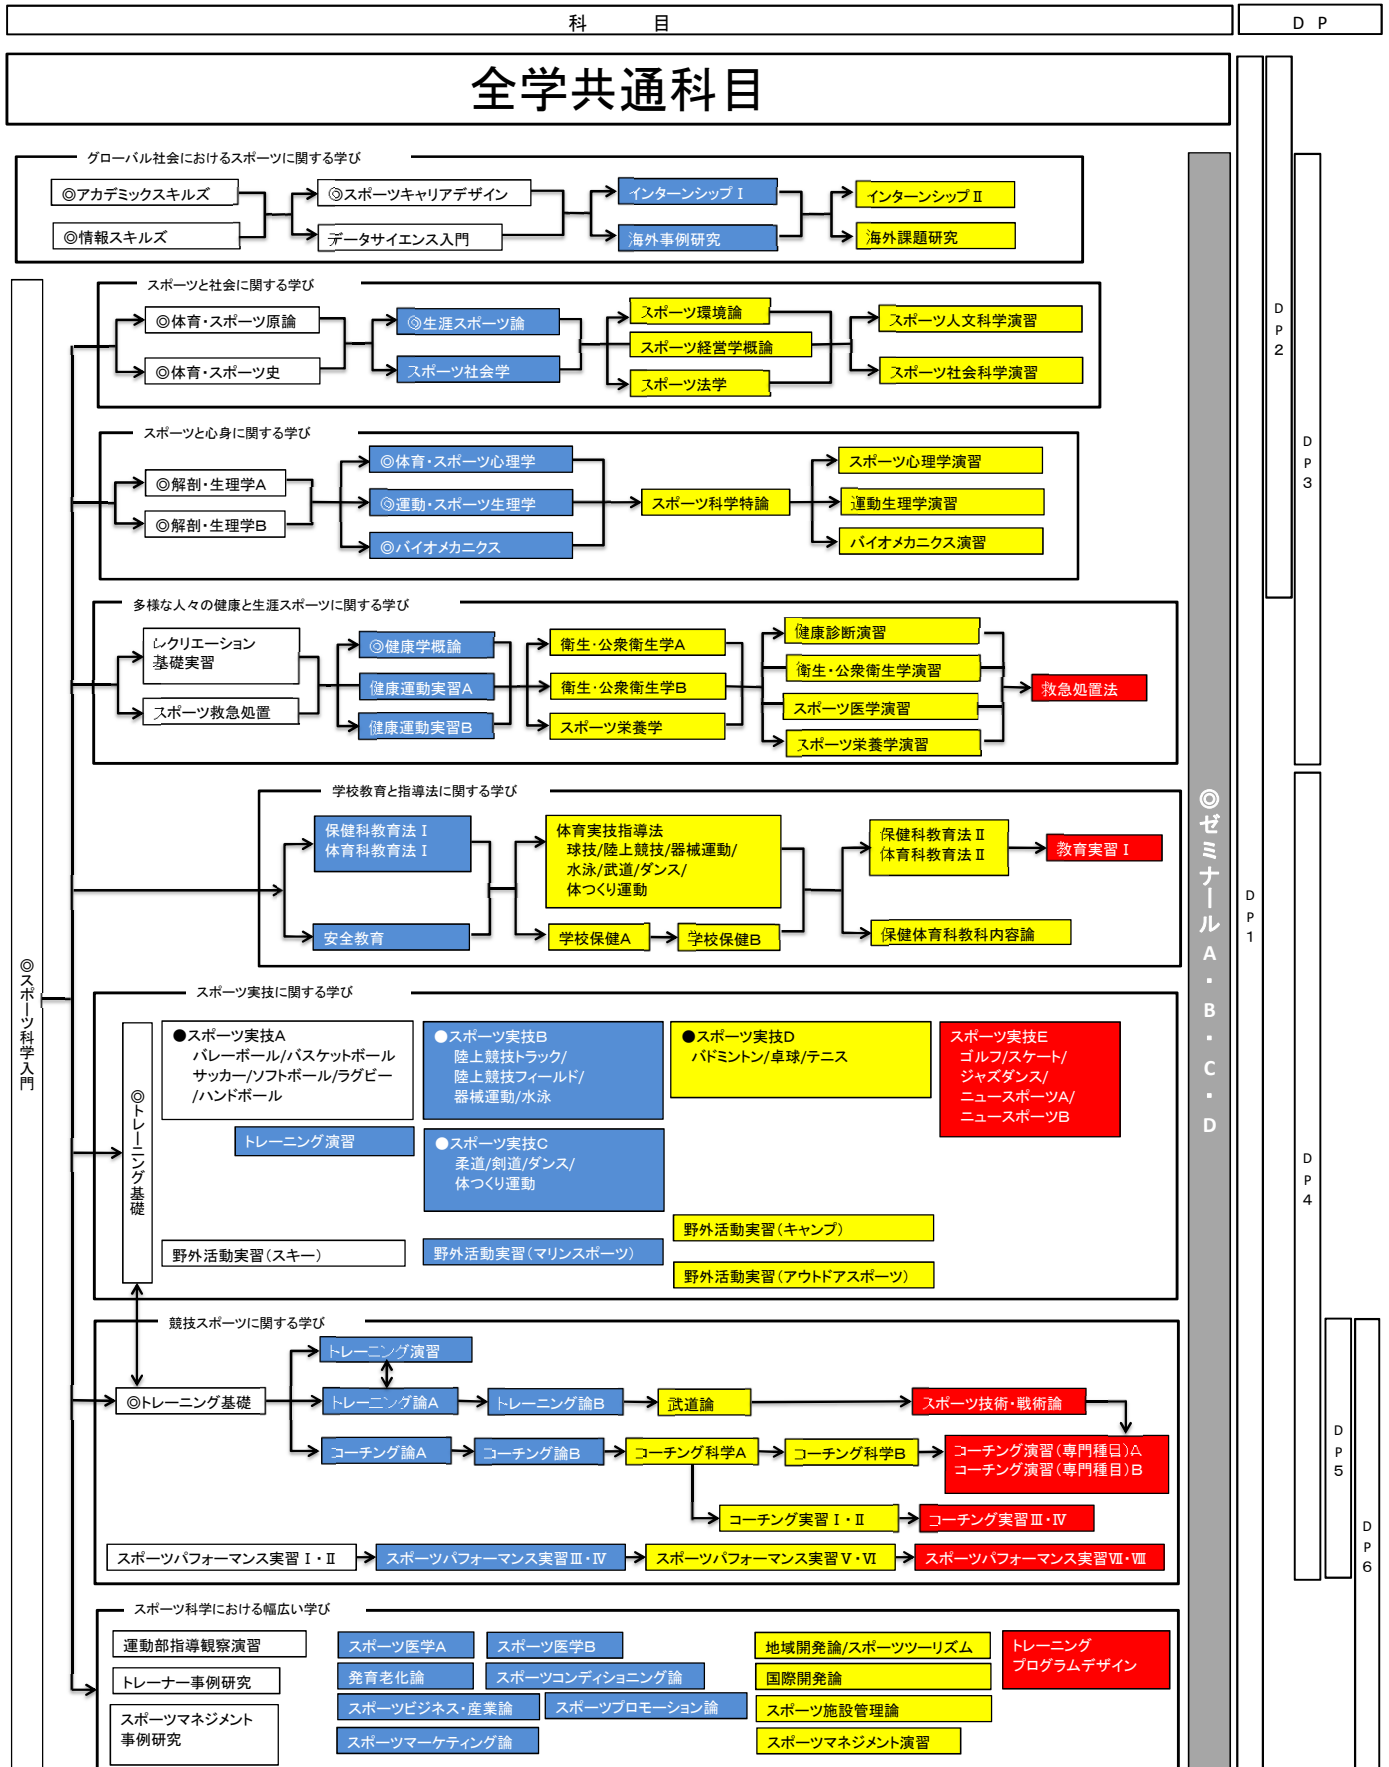 科　目
DP
全学共通科目
グローバル社会におけるスポーツに関する学び
◎アカデミックスキルズ
◎スポーツキャリアデザイン
インターンシップⅠ
インターンシップⅡ
◎情報スキルズ
データサイエンス入門
海外事例研究
海外課題研究
スポーツと社会に関する学び
◎体育・スポーツ原論
◎生涯スポーツ論
スポーツ環境論
スポーツ人文科学演習
スポーツ経営学概論
◎体育・スポーツ史
スポーツ社会学
スポーツ法学
スポーツ社会科学演習
スポーツと心身に関する学び
◎解剖・生理学A
◎解剖・生理学B
◎体育・スポーツ心理学
◎運動・スポーツ生理学
◎バイオメカニクス
スポーツ科学特論
スポーツ心理学演習
運動生理学演習
バイオメカニクス演習
多様な人々の健康と生涯スポーツに関する学び
レクリエーション
基礎実習
スポーツ救急処置
◎健康学概論
健康運動実習A
健康運動実習B
衛生・公衆衛生学A
衛生・公衆衛生学B
スポーツ栄養学
健康診断演習
衛生・公衆衛生学演習
スポーツ医学演習
スポーツ栄養学演習
救急処置法
学校教育と指導法に関する学び
保健科教育法Ⅰ
体育科教育法Ⅰ
安全教育
体育実技指導法
球技/陸上競技/器械運動/
水泳/武道/ダンス/
体つくり運動
学校保健A
学校保健B
保健科教育法Ⅱ
体育科教育法Ⅱ
保健体育科教科内容論
教育実習Ⅰ
◎スポーツ科学入門
スポーツ実技に関する学び
◎トレーニング基礎
●スポーツ実技A
バレーボール/バスケットボール
サッカー/ソフトボール/ラグビー
/ハンドボール
●スポーツ実技B
陸上競技トラック/
陸上競技フィールド/
器械運動/水泳
●スポーツ実技D
バドミントン/卓球/テニス
スポーツ実技E
ゴルフ/スケート/
ジャズダンス/
ニュースポーツA/
ニュースポーツB
トレーニング演習
●スポーツ実技C
柔道/剣道/ダンス/
体つくり運動
野外活動実習(スキー)
野外活動実習(マリンスポーツ)
野外活動実習(キャンプ)
野外活動実習(アウトドアスポーツ)
競技スポーツに関する学び
トレーニング演習
◎トレーニング基礎
トレーニング論A
トレーニング論B
武道論
スポーツ技術・戦術論
コーチング論A
コーチング論B
コーチング科学A
コーチング科学B
コーチング演習(専門種目)A
コーチング演習(専門種目)B
コーチング実習Ⅰ・Ⅱ
コーチング実習Ⅲ・Ⅳ
スポーツパフォーマンス実習Ⅰ・Ⅱ
スポーツパフォーマンス実習Ⅲ・Ⅳ
スポーツパフォーマンス実習Ⅴ・Ⅵ
スポーツパフォーマンス実習Ⅶ・Ⅷ
スポーツ科学における幅広い学び
運動部指導観察演習
トレーナー事例研究
スポーツマネジメント
事例研究
スポーツ医学A
スポーツ医学B
発育老化論
スポーツコンディショニング論
スポーツビジネス・産業論
スポーツプロモーション論
スポーツマーケティング論
地域開発論/スポーツツーリズム
国際開発論
スポーツ施設管理論
スポーツマネジメント演習
トレーニング
プログラムデザイン
◎ゼミナールA・B・C・D
DP1
DP2
DP3
DP4
DP5
DP6